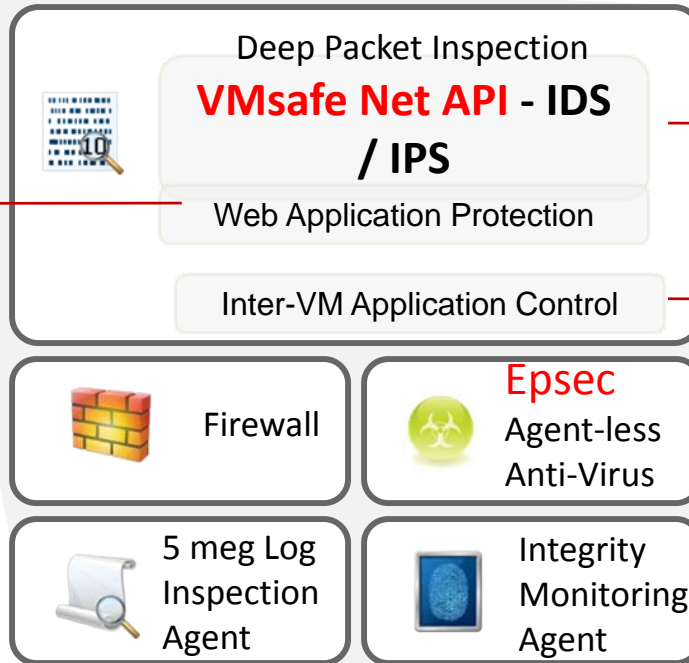 Deep Packet Inspection
VMsafe Net API - IDS
/ IPS
Web Application Protection
Inter-VM Application Control
Firewall
Epsec
Agent-less
Anti-Virus
5 meg Log
Inspection
Agent
Integrity
Monitoring
Agent
10